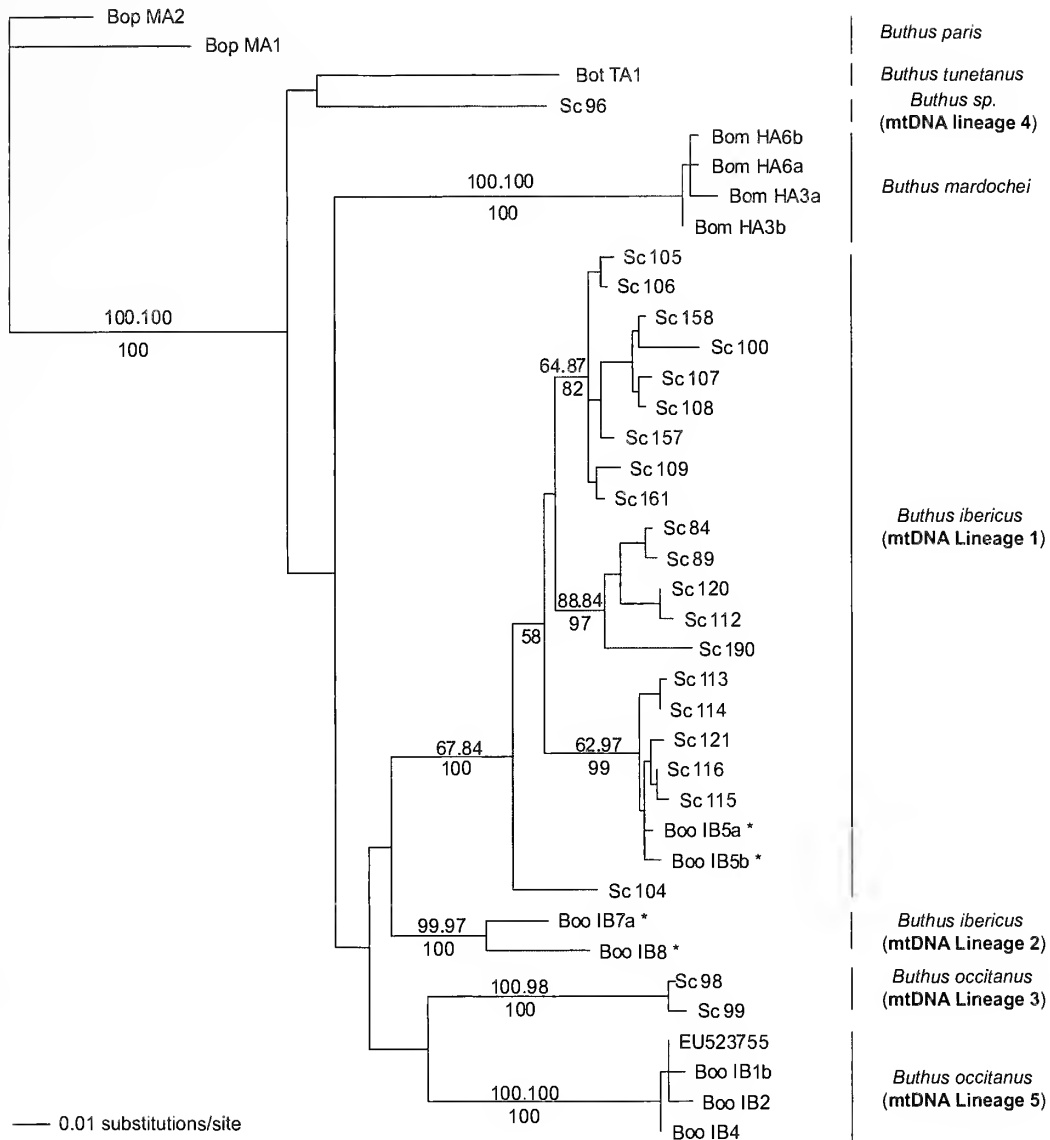 Bop MA2
Bop MA1
Buthus paris
Bot TA1
Buthus tunetanus
Sc 96
Buthus sp.
(mtDNA lineage 4)
Bom HA6b
Bom HA6a
Bom HA3a
Bom HA3b
100.100
100
Buthus mardochei
100.100
100
Sc 105
Sc 106
Sc 158
Sc 100
Sc 107
Sc 108
Sc 157
Sc 109
Sc 161
64.87
82
Sc 84
Sc 89
Sc 120
Sc 112
Sc 190
88.84
97
58
Sc 113
Sc 114
Sc 121
Sc 116
Sc 115
Boo IB5a *
Boo IB5b *
62.97
99
67.84
100
Sc 104
Buthus ibericus
(mtDNA Lineage 1)
Boo IB7a *
Boo IB8 *
99.97
100
Buthus ibericus
(mtDNA Lineage 2)
Sc 98
Sc 99
100.98
100
Buthus occitanus
(mtDNA Lineage 3)
EU523755
Boo IB1b
Boo IB2
Boo IB4
100.100
100
Buthus occitanus
(mtDNA Lineage 5)
0.01 substitutions/site